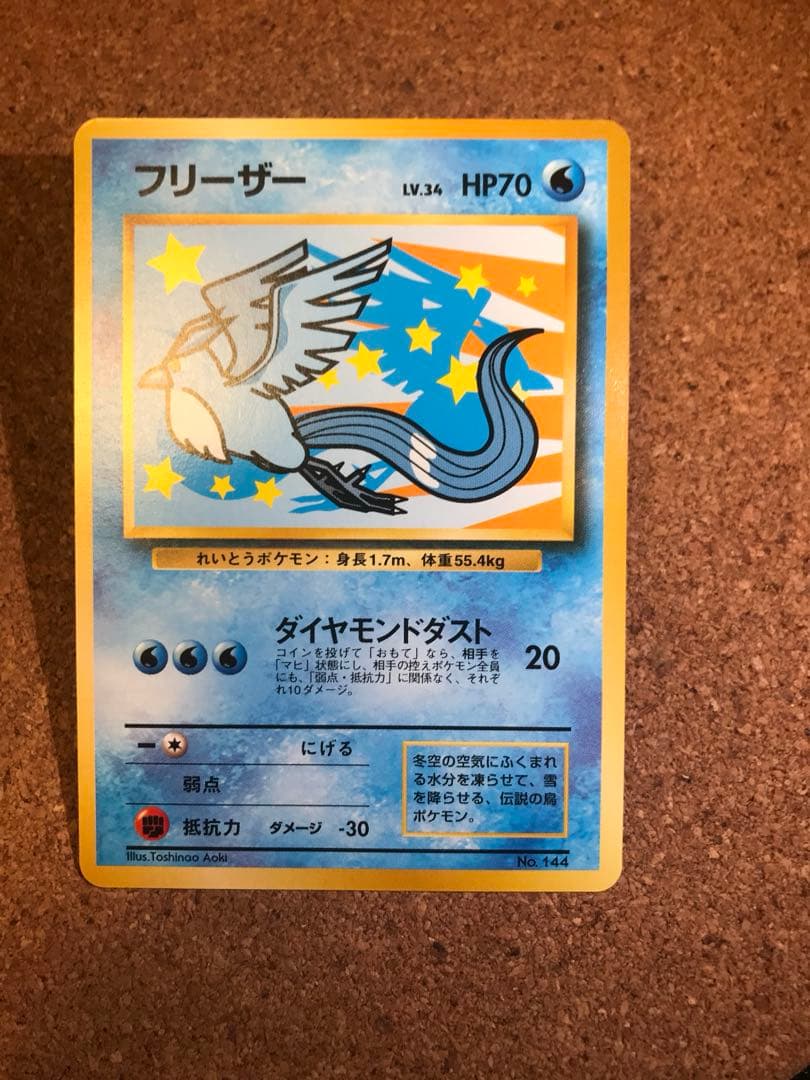 フリーザー LV.34 HP70
れいとうポケモン：身長1.7m、体重55.4kg
ダイヤモンドダスト 20
コインを投げて「おもて」なら、相手を
「マヒ」状態にし、相手の控えポケモン全員
にも、「弱点・抵抗力」に関係なく、それぞ
れ10ダメージ。
にげる
弱点
抵抗力 ダメージ -30
冬空の空気にふくまれ
る水分を凍らせて、雪
を降らせる、伝説の鳥
ポケモン。
Illus.Toshinao Aoki
No. 144